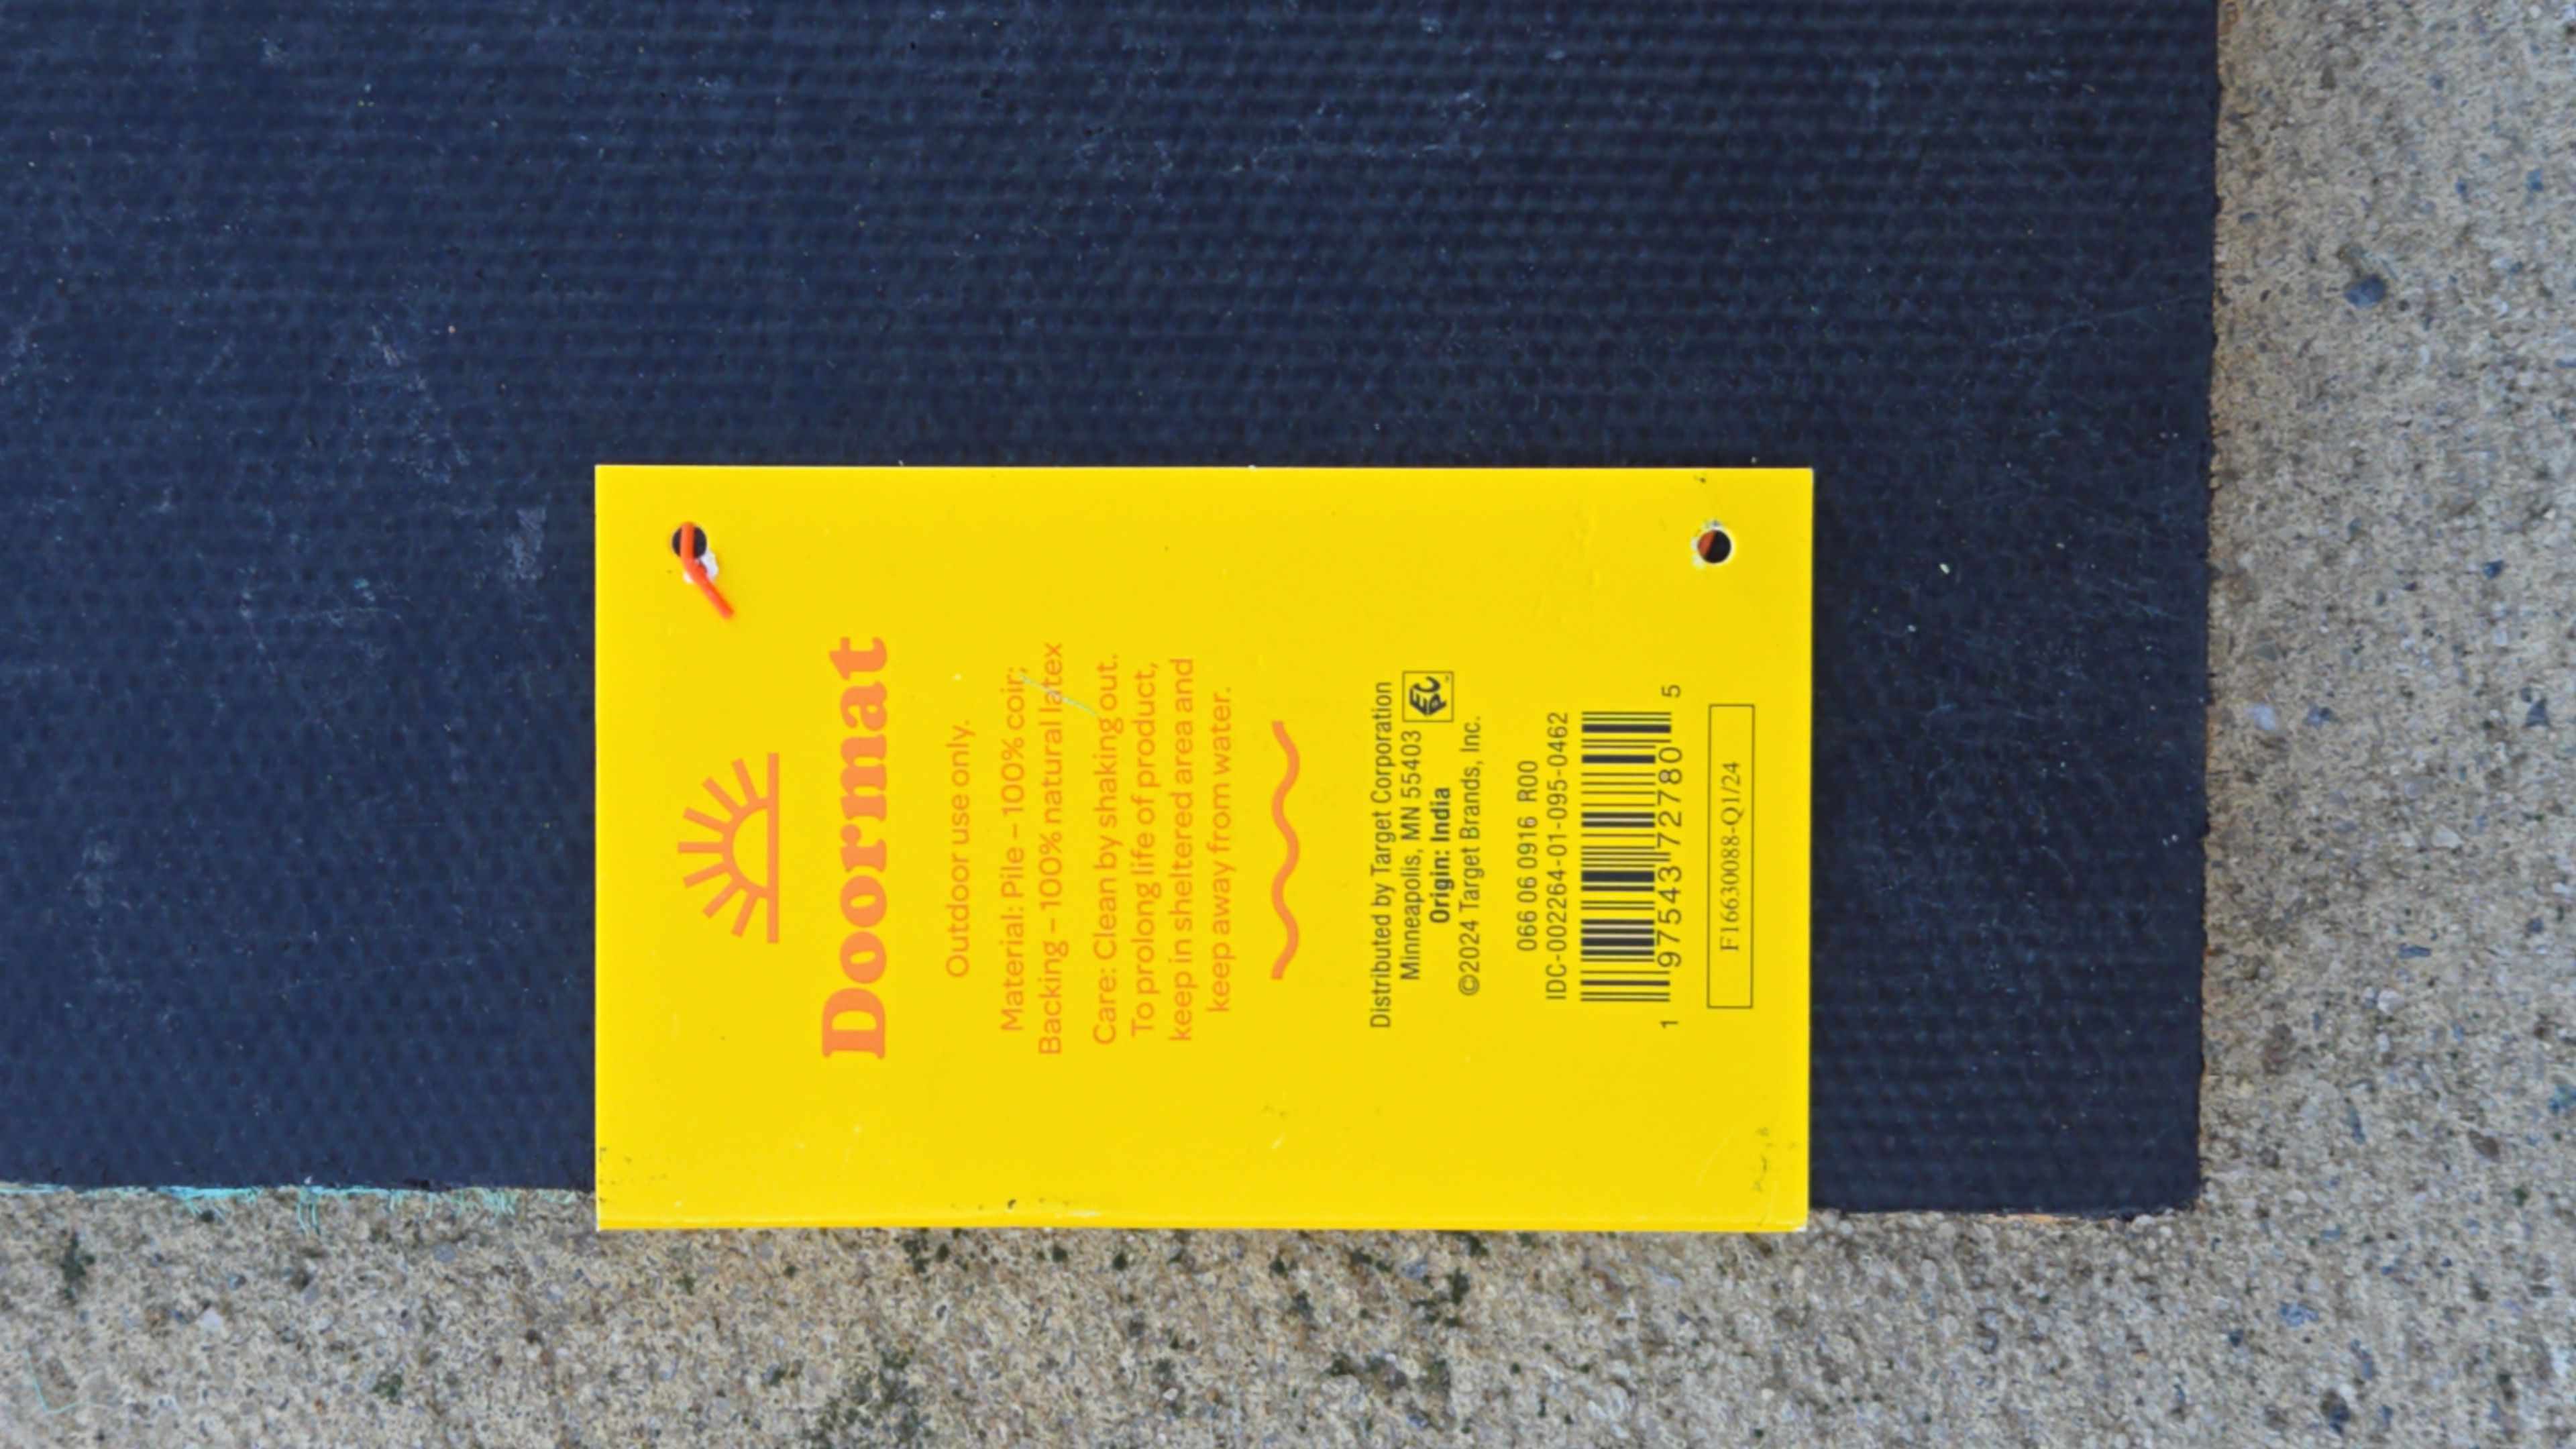 Doormat
Outdoor use only.
Material: Pile – 100% coir;
Backing – 100% natural latex
Care: Clean by shaking out.
To prolong life of product,
keep in sheltered area and
keep away from water.
Distributed by Target Corporation
Minneapolis, MN 55403
Origin: India
©2024 Target Brands, Inc.
EPC
066 06 0916 R00
IDC-002264-01-095-0462
1 97543 72780 5
F16630088-Q1/24